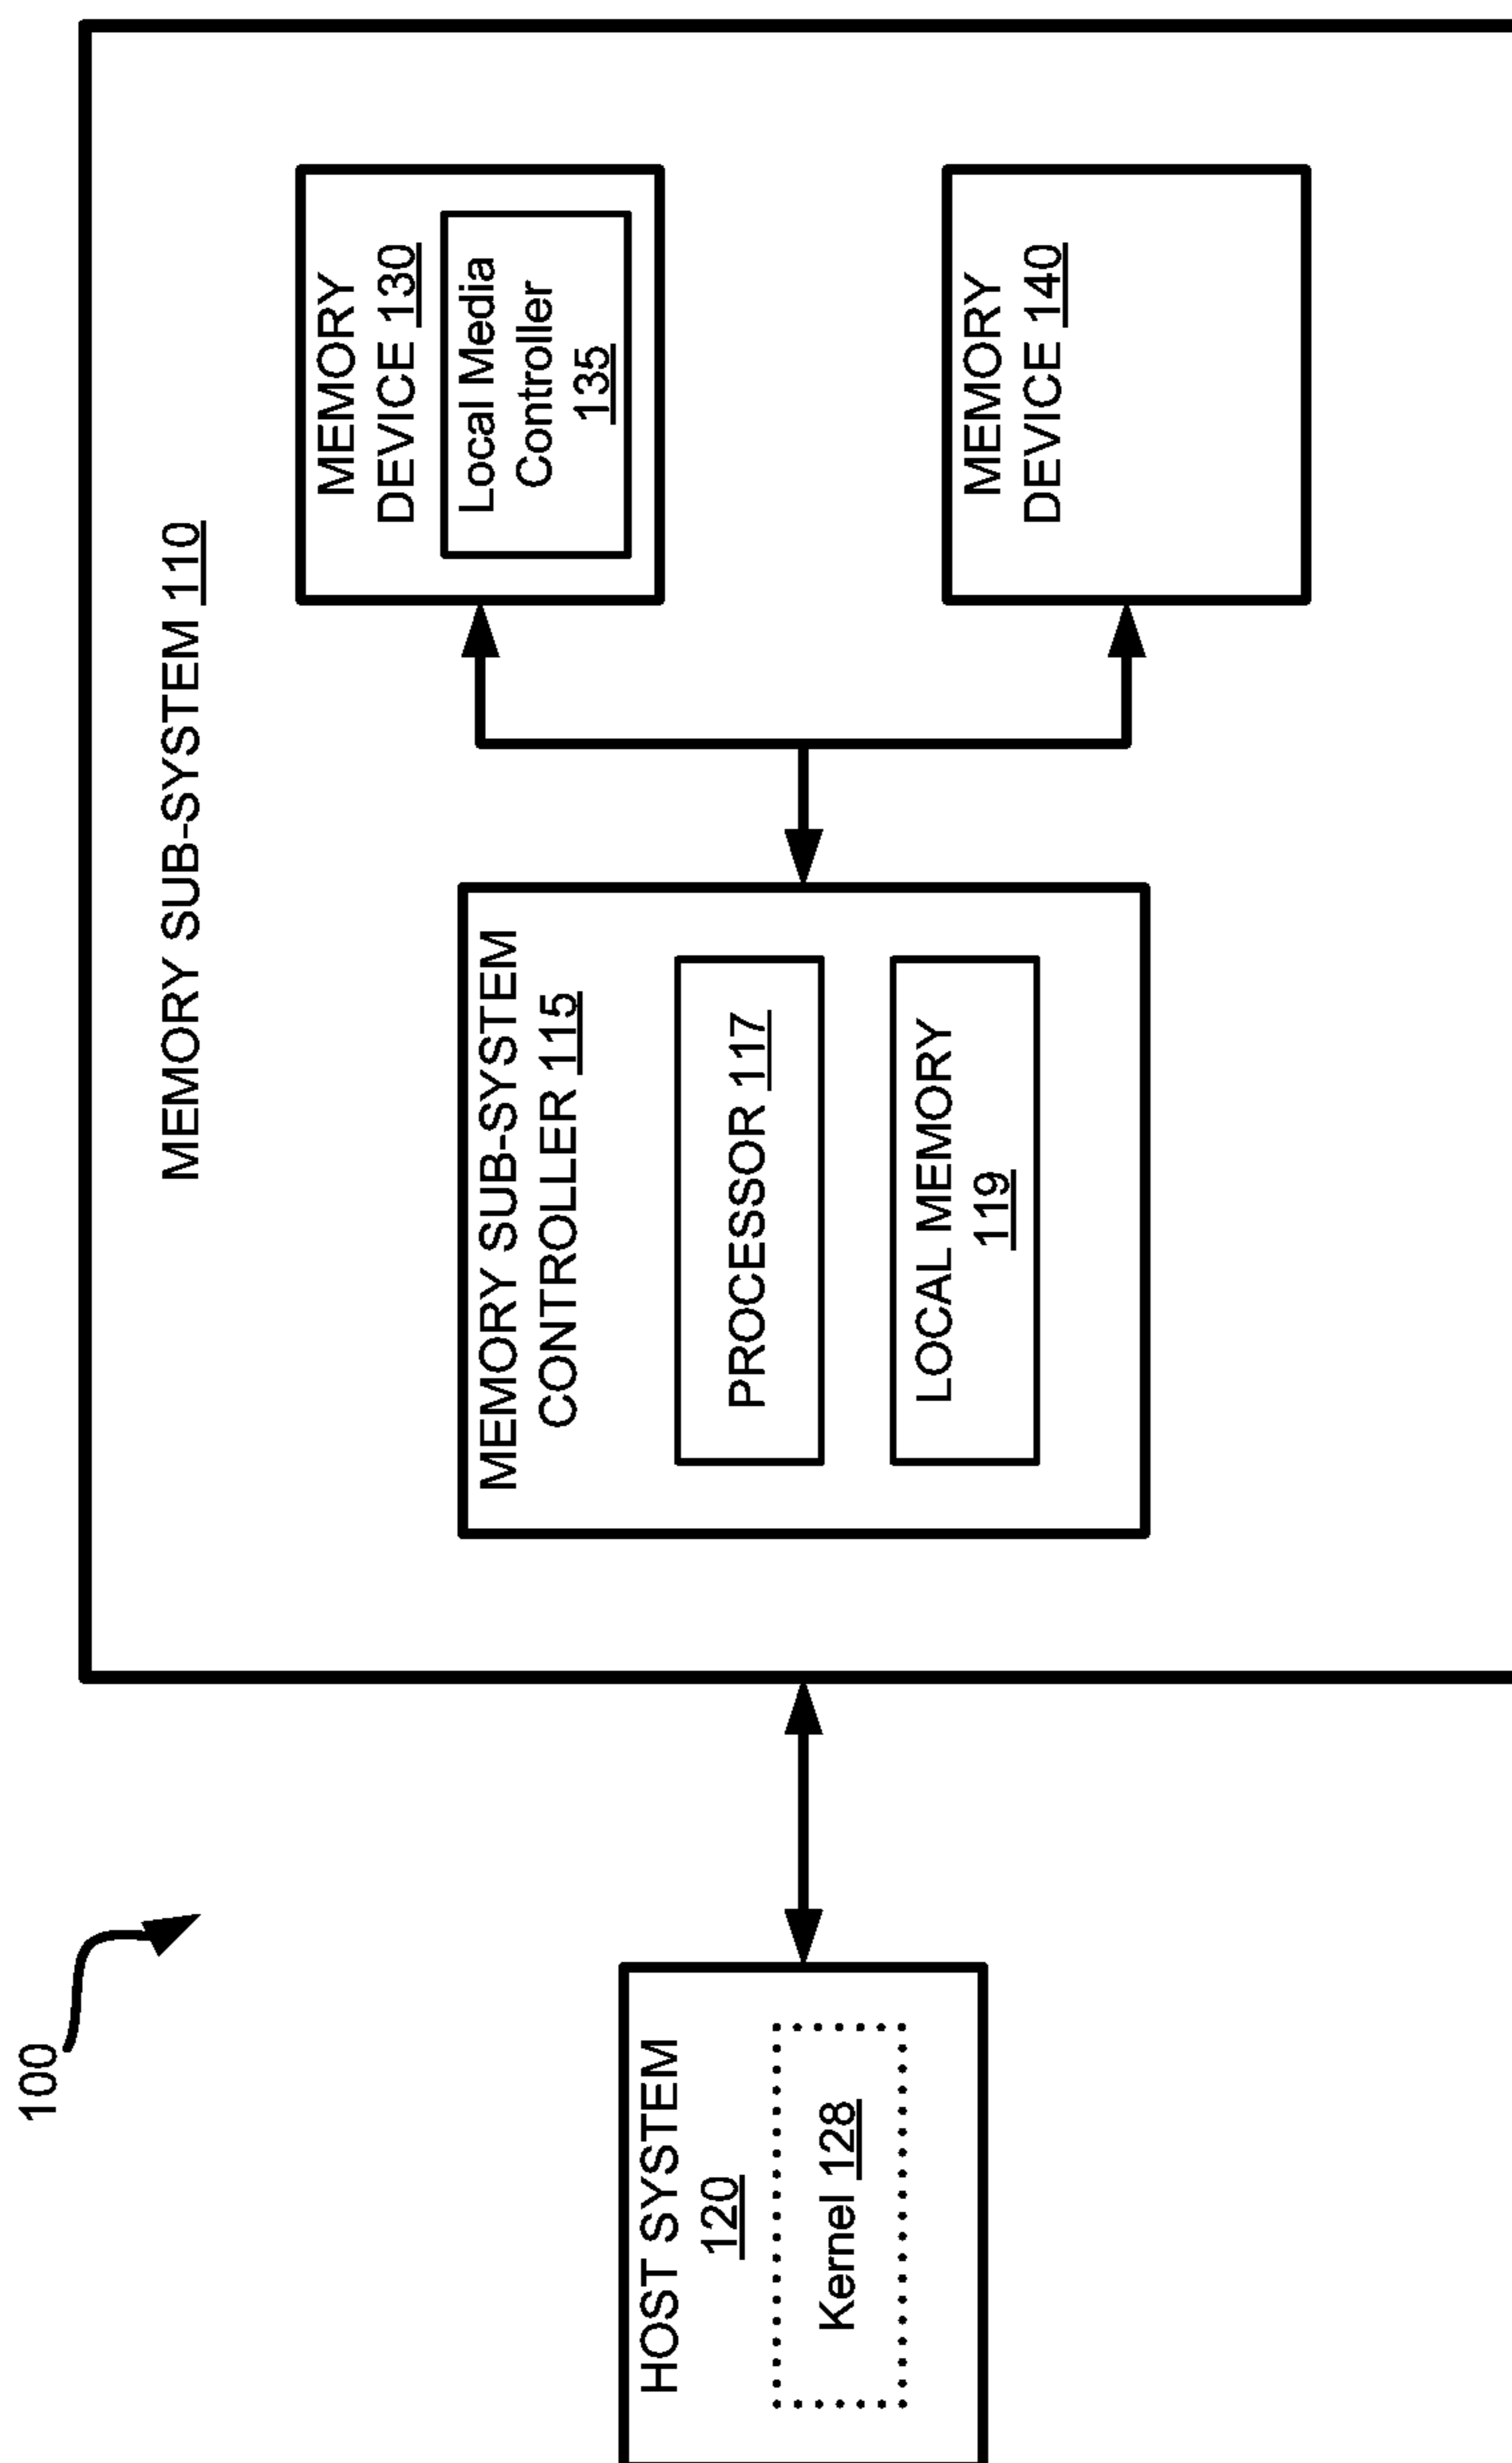 100
HOST SYSTEM
120
Kernel 128
MEMORY SUB-SYSTEM 110
MEMORY SUB-SYSTEM
CONTROLLER 115
PROCESSOR 117
LOCAL MEMORY
119
MEMORY
DEVICE 130
Local Media
Controller
135
MEMORY
DEVICE 140